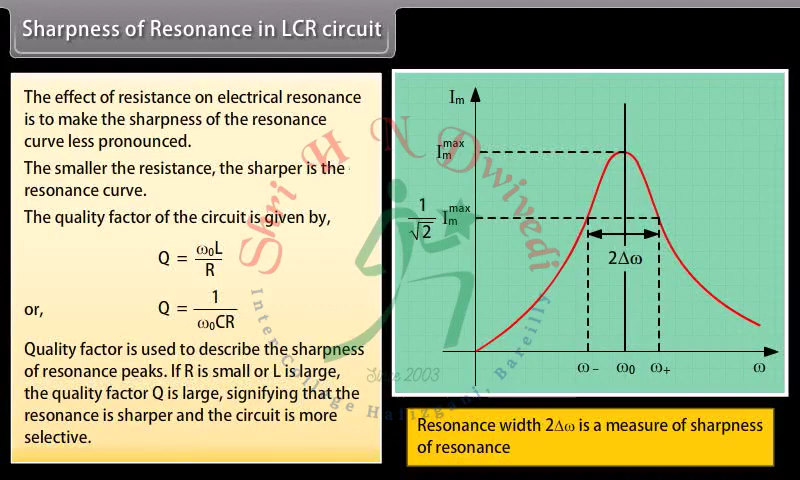 Sharpness of Resonance in LCR circuit
The effect of resistance on electrical resonance
is to make the sharpness of the resonance
curve less pronounced.
The smaller the resistance, the sharper is the
resonance curve.
The quality factor of the circuit is given by,
Q = ω₀L / R
or, Q = 1 / ω₀CR
Quality factor is used to describe the sharpness
of resonance peaks. If R is small or L is large,
the quality factor Q is large, signifying that the
resonance is sharper and the circuit is more
selective.
Iₘ
Iₘᵐᵃˣ
1/√2 Iₘᵐᵃˣ
2Δω
ω₋ ω₀ ω₊ ω
Resonance width 2Δω is a measure of sharpness
of resonance
Shri H N Dwivedi
Inter College Bareilly
Since 2003